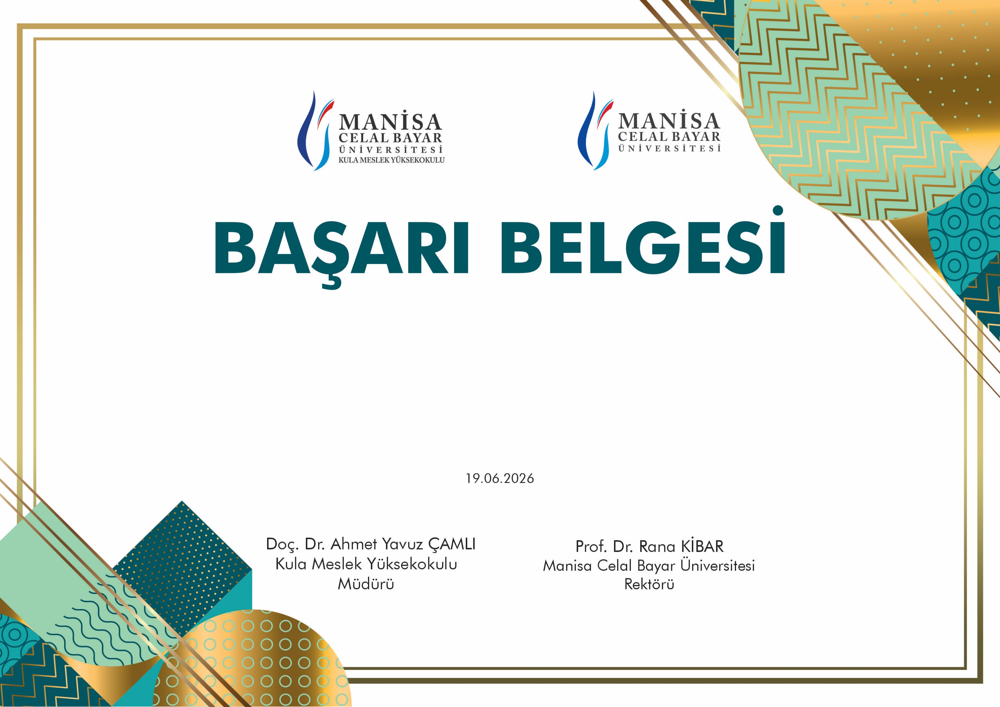 MANİSA
CELAL BAYAR
ÜNİVERSİTESİ
KULA MESLEK YÜKSEKOKULU
MANİSA
CELAL BAYAR
ÜNİVERSİTESİ
BAŞARI BELGESİ
19.06.2026
Doç. Dr. Ahmet Yavuz ÇAMLI
Kula Meslek Yüksekokulu
Müdürü
Prof. Dr. Rana KİBAR
Manisa Celal Bayar Üniversitesi
Rektörü